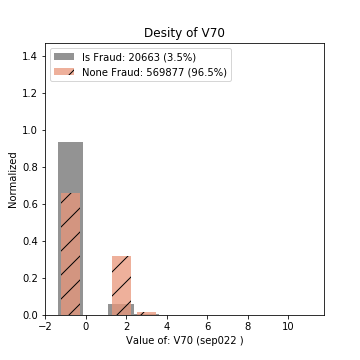 Desity of V70
Is Fraud: 20663 (3.5%)
None Fraud: 569877 (96.5%)
Normalized
1.4
1.2
1.0
0.8
0.6
0.4
0.2
0.0
−2 0 2 4 6 8 10
Value of: V70 (sep022 )